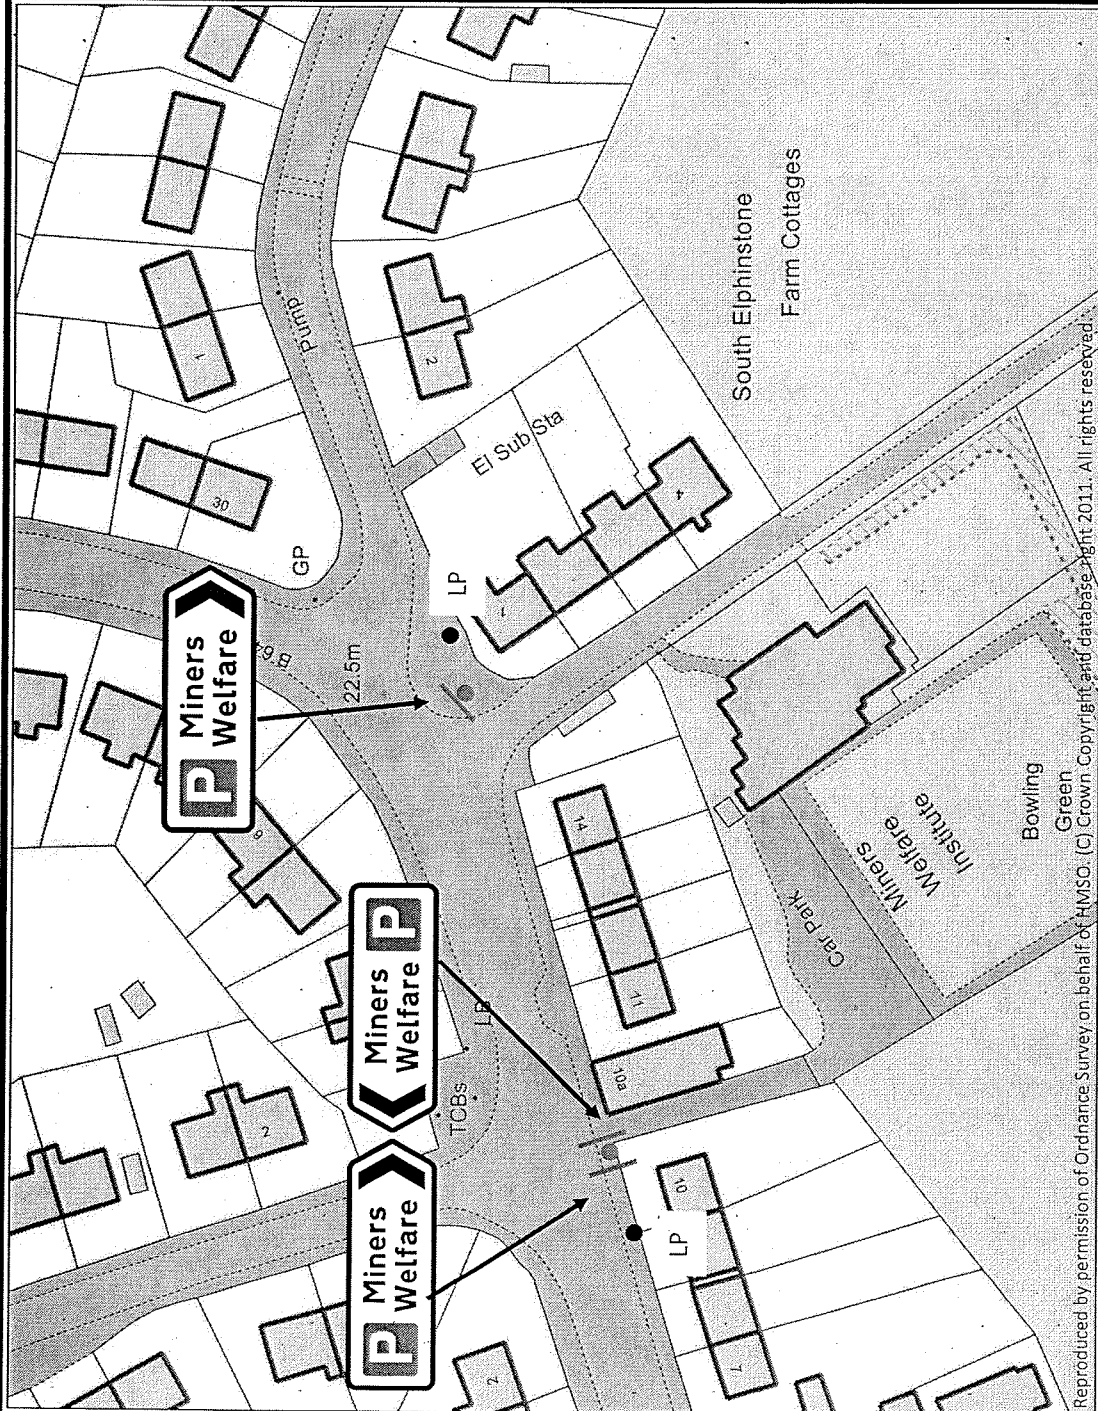 P Miners
Welfare
Miners P
Welfare
P Miners
Welfare
1
Pump
2
30
GP
El Sub Sta
22.5m
LP
1
4
South Elphinstone
Farm Cottages
6
14
11
10a
LB
TCBs
2
Car Park
Miners
Welfare
Institute
Bowling
Green
10
LP
7
2
Reproduced by permission of Ordnance Survey on behalf of HMSO. (C) Crown Copyright and database right 2011. All rights reserved.